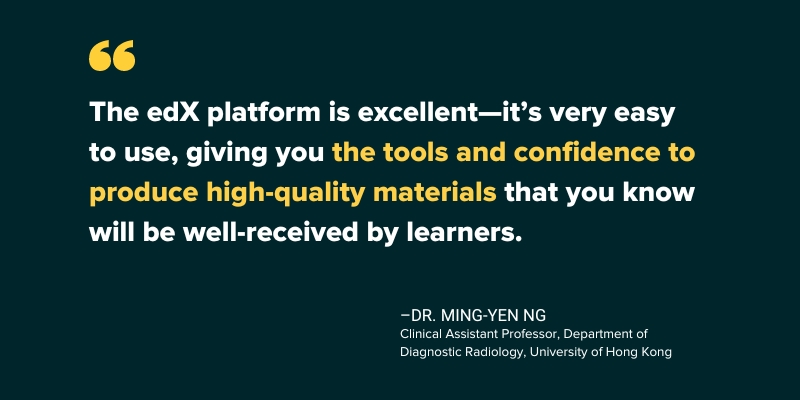 “
The edX platform is excellent—it’s very easy
to use, giving you the tools and confidence to
produce high-quality materials that you know
will be well-received by learners.
–DR. MING-YEN NG
Clinical Assistant Professor, Department of
Diagnostic Radiology, University of Hong Kong